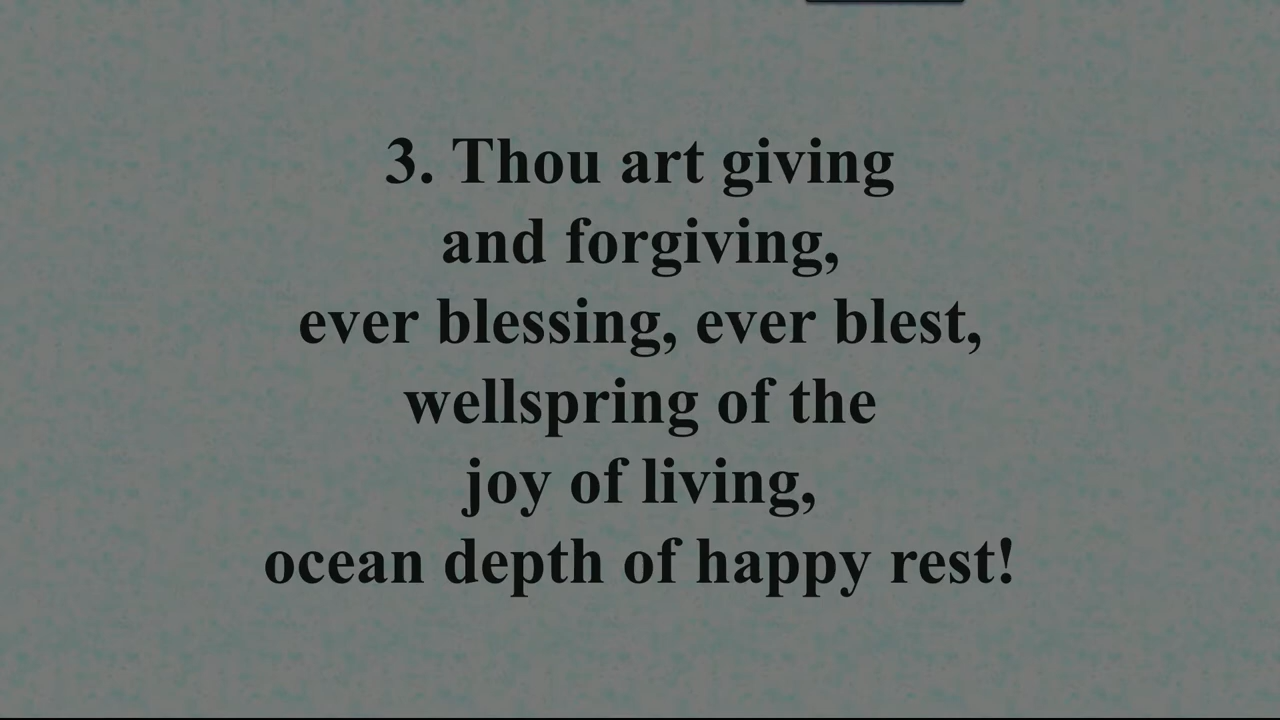 3. Thou art giving
and forgiving,
ever blessing, ever blest,
wellspring of the
joy of living,
ocean depth of happy rest!